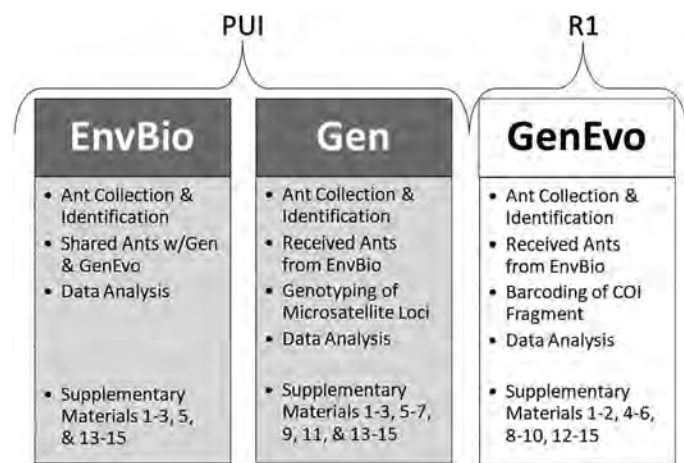 PUI
R1
EnvBio
• Ant Collection &
Identification
• Shared Ants w/Gen
& GenEvo
• Data Analysis
• Supplementary
Materials 1-3, 5,
& 13-15
Gen
• Ant Collection &
Identification
• Received Ants
from EnvBio
• Genotyping of
Microsatellite Loci
• Data Analysis
• Supplementary
Materials 1-3, 5-7,
9, 11, & 13-15
GenEvo
• Ant Collection &
Identification
• Received Ants
from EnvBio
• Barcoding of COI
Fragment
• Data Analysis
• Supplementary
Materials 1-2, 4-6,
8-10, 12-15